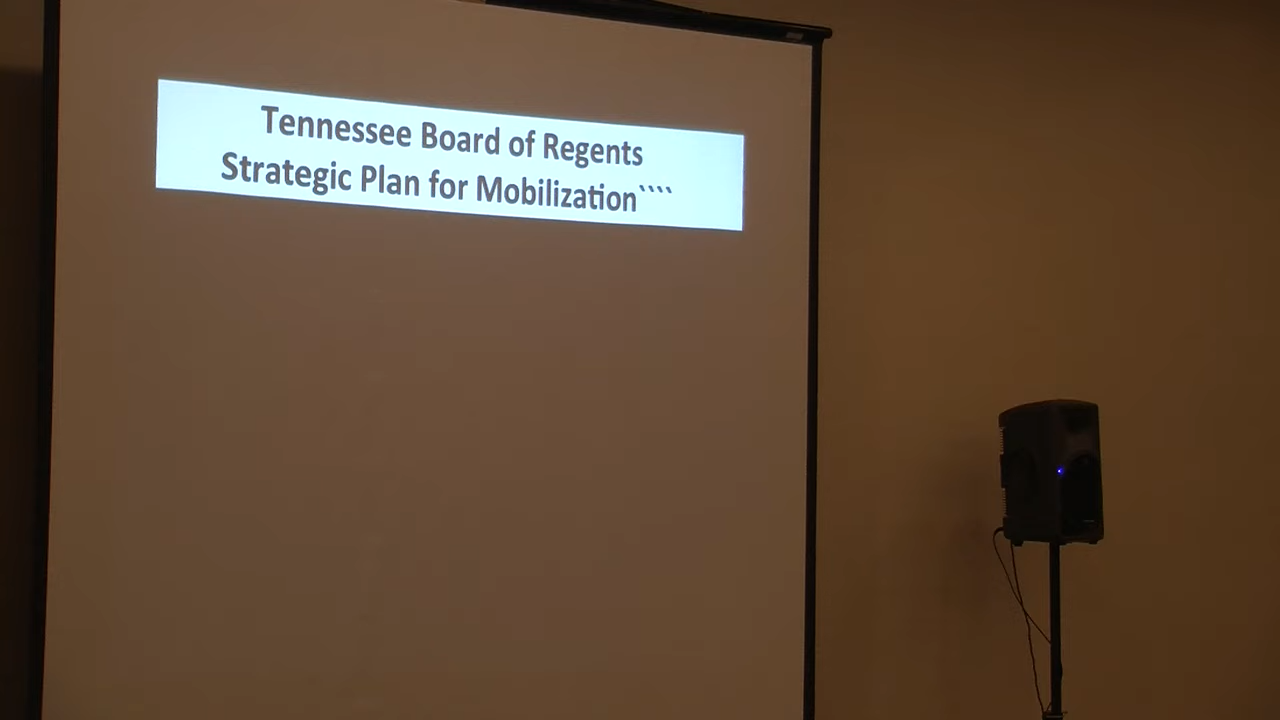 Tennessee Board of Regents
Strategic Plan for Mobilization````